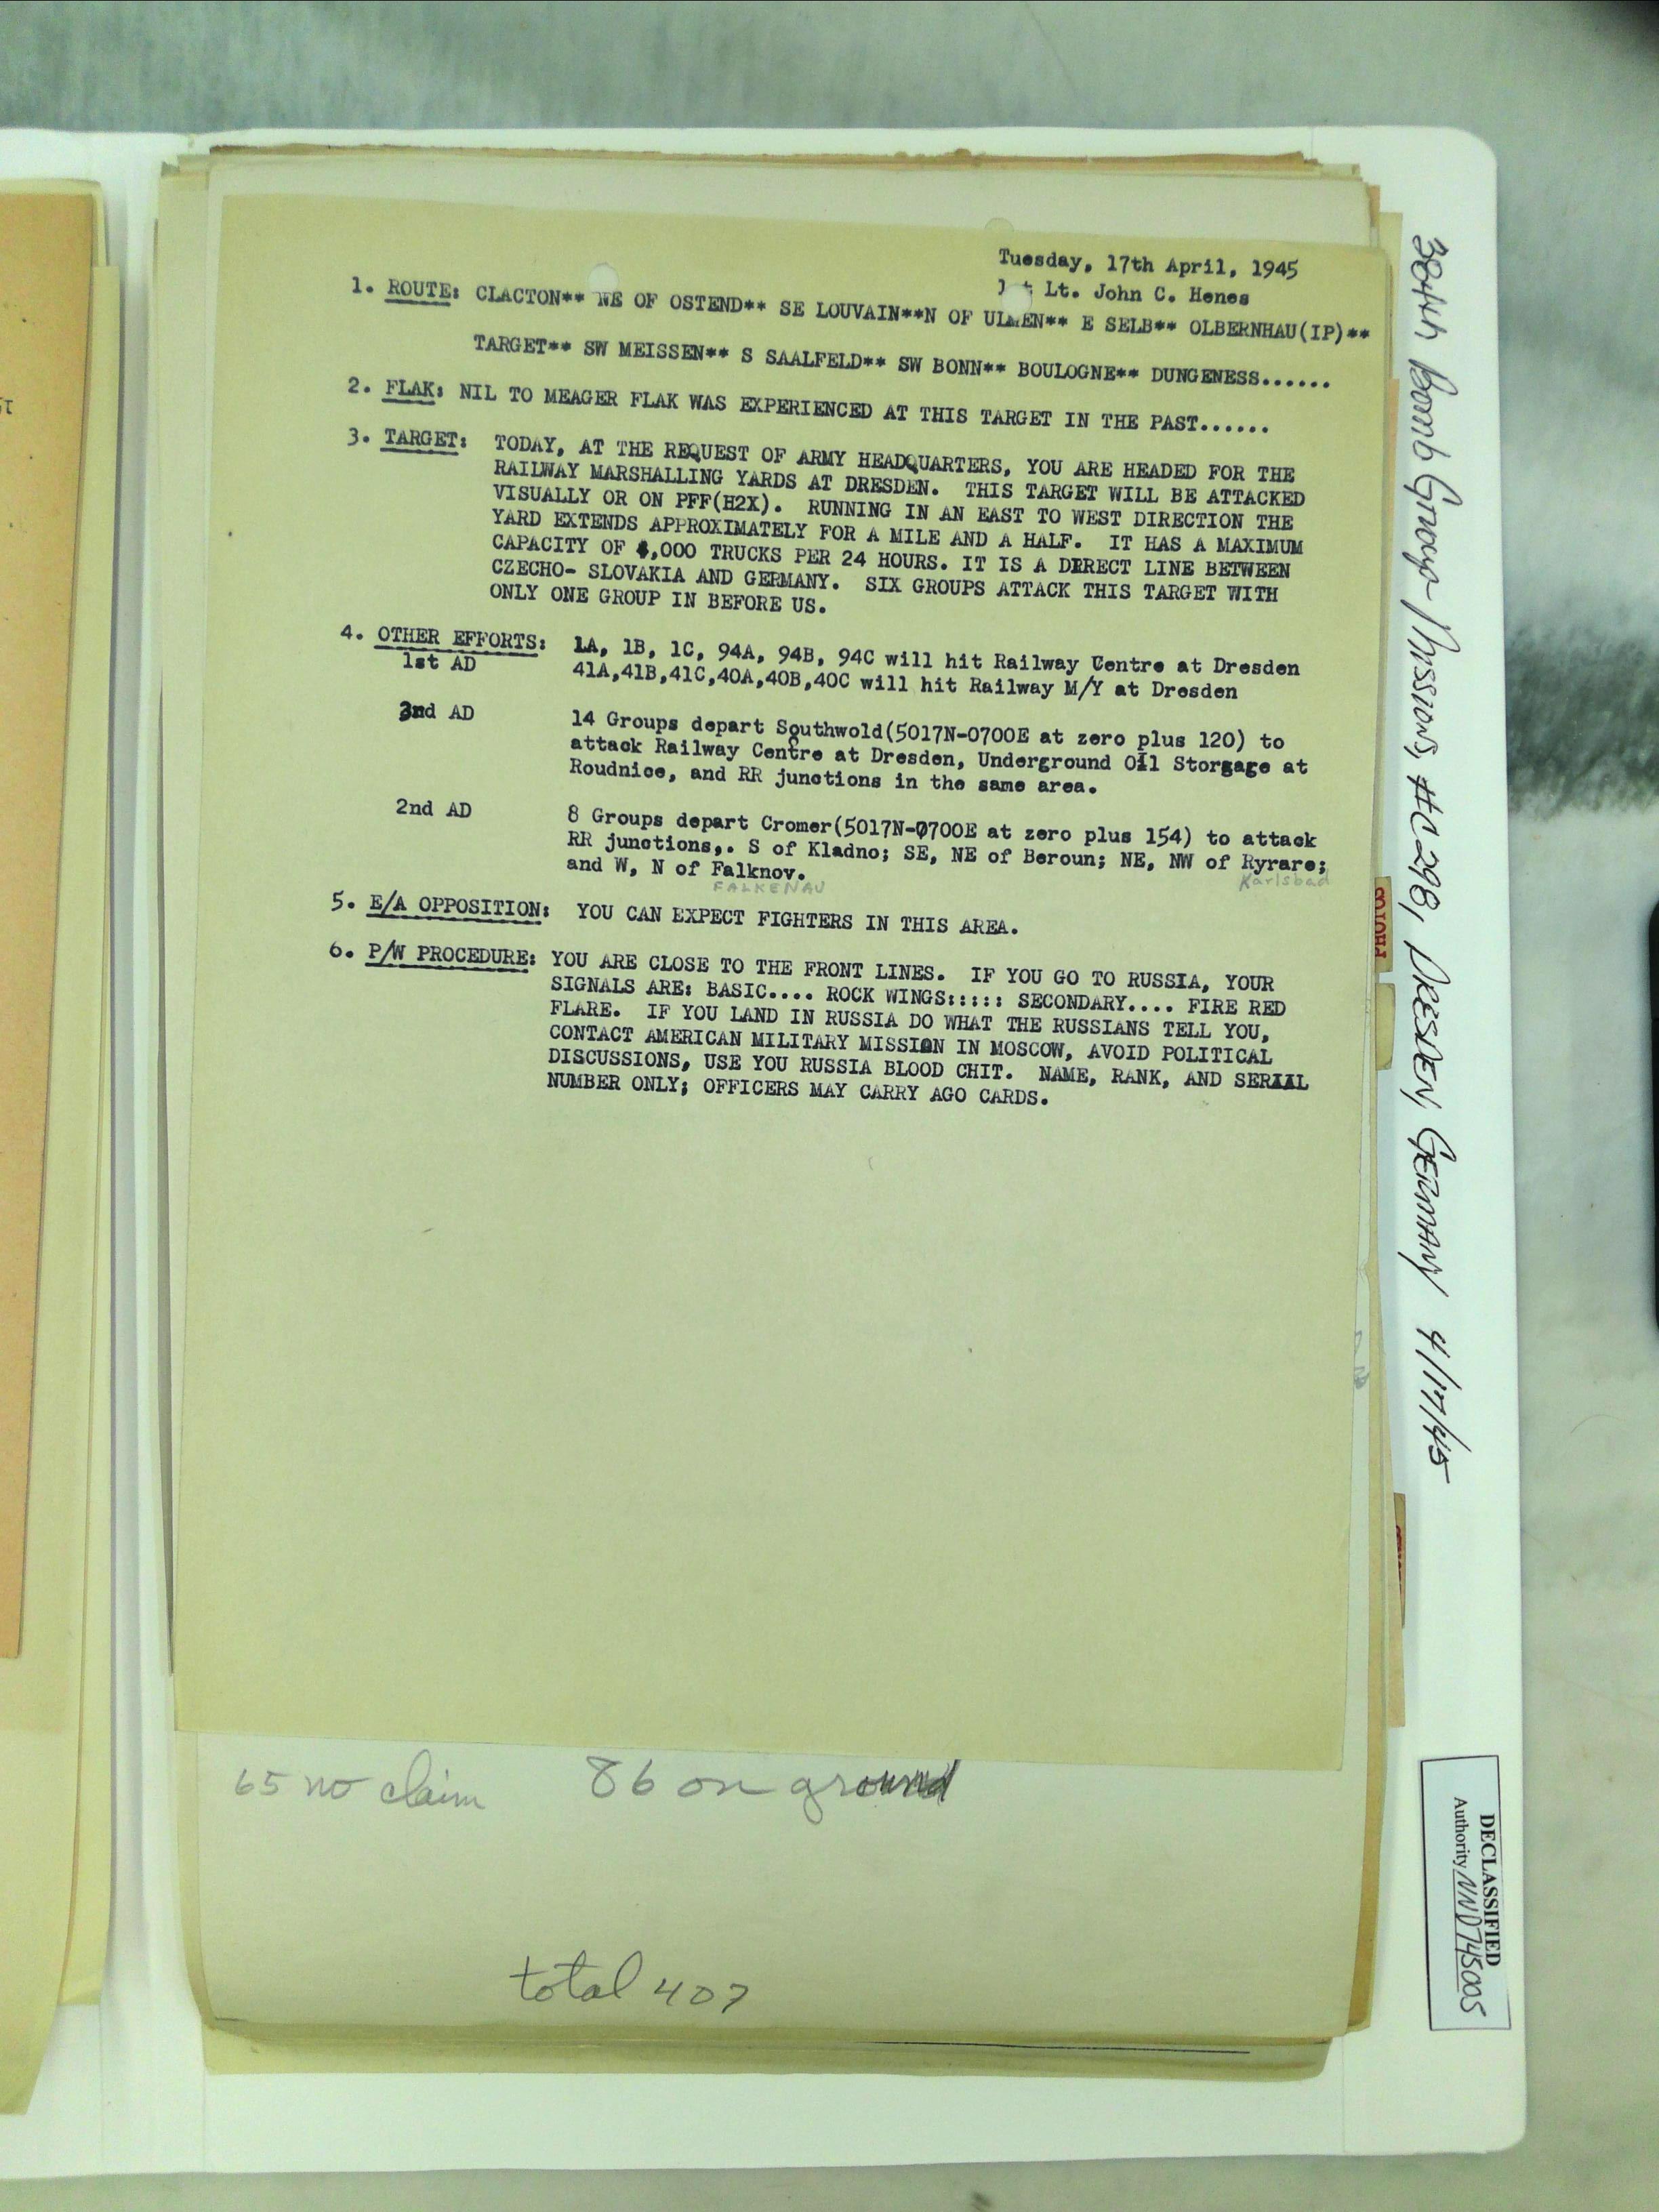 Tuesday, 17th April, 1945
Lt. John C. Henes
1. ROUTE: CLACTON** NE OF OSTEND** SE LOUVAIN**N OF ULMEN** E SELB** OLBERNHAU(IP)**
TARGET** SW MEISSEN** S SAALFELD** SW BONN** BOULOGNE** DUNGENESS......
2. FLAK: NIL TO MEAGER FLAK WAS EXPERIENCED AT THIS TARGET IN THE PAST......
3. TARGET: TODAY, AT THE REQUEST OF ARMY HEADQUARTERS, YOU ARE HEADED FOR THE
RAILWAY MARSHALLING YARDS AT DRESDEN. THIS TARGET WILL BE ATTACKED
VISUALLY OR ON PFF(H2X). RUNNING IN AN EAST TO WEST DIRECTION THE
YARD EXTENDS APPROXIMATELY FOR A MILE AND A HALF. IT HAS A MAXIMUM
CAPACITY OF 4,000 TRUCKS PER 24 HOURS. IT IS A DIRECT LINE BETWEEN
CZECHO- SLOVAKIA AND GERMANY. SIX GROUPS ATTACK THIS TARGET WITH
ONLY ONE GROUP IN BEFORE US.
4. OTHER EFFORTS: 1A, 1B, 1C, 94A, 94B, 94C will hit Railway Centre at Dresden
1st AD 41A,41B,41C,40A,40B,40C will hit Railway M/Y at Dresden
3nd AD 14 Groups depart Southwold(5017N-0700E at zero plus 120) to
attack Railway Centre at Dresden, Underground Oil Storgage at
Roudnice, and RR junctions in the same area.
2nd AD 8 Groups depart Cromer(5017N-0700E at zero plus 154) to attack
RR junctions,. S of Kladno; SE, NE of Beroun; NE, NW of Ryrare;
and W, N of Falknov.
FALKENAU Karlsbad
5. E/A OPPOSITION: YOU CAN EXPECT FIGHTERS IN THIS AREA.
6. P/W PROCEDURE: YOU ARE CLOSE TO THE FRONT LINES. IF YOU GO TO RUSSIA, YOUR
SIGNALS ARE: BASIC.... ROCK WINGS::::: SECONDARY.... FIRE RED
FLARE. IF YOU LAND IN RUSSIA DO WHAT THE RUSSIANS TELL YOU,
CONTACT AMERICAN MILITARY MISSION IN MOSCOW, AVOID POLITICAL
DISCUSSIONS, USE YOU RUSSIA BLOOD CHIT. NAME, RANK, AND SERIAL
NUMBER ONLY; OFFICERS MAY CARRY AGO CARDS.
65 no claim 86 on ground
total 407
384th Bomb Group - Missions, #C298, DRESDEN, GERMANY 4/17/45
PHOTOS
DECLASSIFIED
Authority NND745005